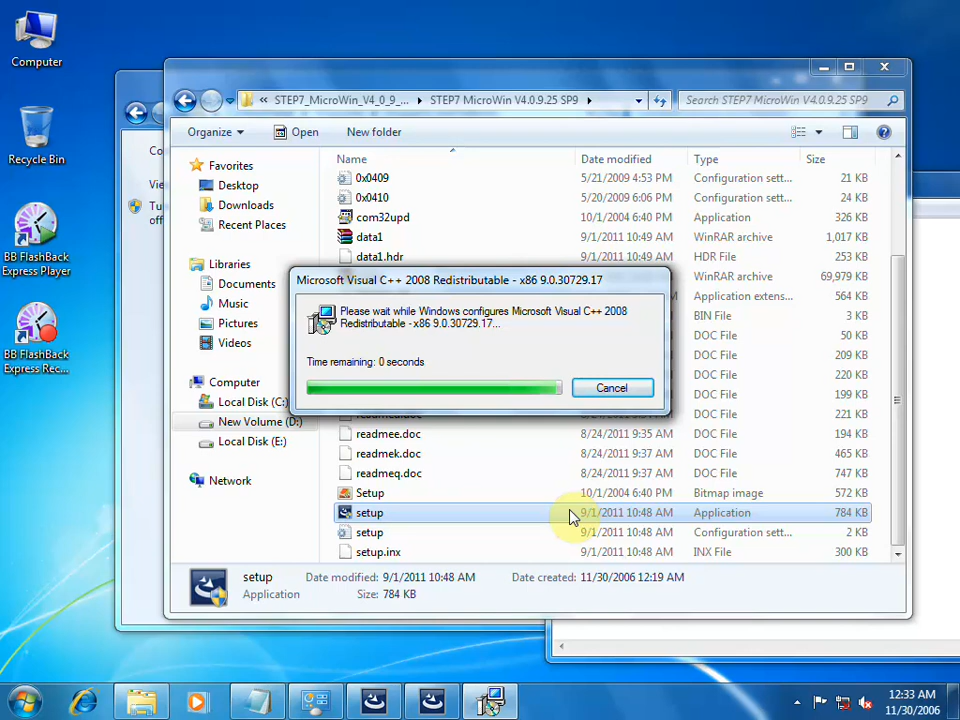 Computer
Recycle Bin
BB FlashBack
Express Player
BB FlashBack
Express Rec...
« STEP7_MicroWin_V4_0_9_... ▸ STEP7 MicroWin V4.0.9.25 SP9 ▸
Search STEP7 MicroWin V4.0.9.25 SP9
Organize Open New folder
Name Date modified Type Size
Favorites
Desktop
Downloads
Recent Places
Libraries
Documents
Music
Pictures
Videos
Computer
Local Disk (C:)
New Volume (D:)
Local Disk (E:)
Network
0x0409 5/21/2009 4:53 PM Configuration sett... 21 KB
0x0410 5/20/2009 6:06 PM Configuration sett... 24 KB
com32upd 10/1/2004 6:40 PM Application 326 KB
data1 9/1/2011 10:49 AM WinRAR archive 1,017 KB
data1.hdr 9/1/2011 10:49 AM HDR File
WinRAR archive 69,979 KB
Application extens... 564 KB
BIN File 3 KB
DOC File 50 KB
DOC File 209 KB
DOC File 220 KB
DOC File 199 KB
DOC File 221 KB
readmee.doc 8/24/2011 9:35 AM DOC File 194 KB
readmek.doc 8/24/2011 9:37 AM DOC File 465 KB
readmeq.doc 8/24/2011 9:37 AM DOC File 747 KB
Setup 10/1/2004 6:40 PM Bitmap image 572 KB
setup 9/1/2011 10:48 AM Application 784 KB
setup 9/1/2011 10:48 AM Configuration sett... 2 KB
setup.inx 9/1/2011 10:48 AM INX File 300 KB
Microsoft Visual C++ 2008 Redistributable - x86 9.0.30729.17
Please wait while Windows configures Microsoft Visual C++ 2008
Redistributable - x86 9.0.30729.17...
Time remaining: 0 seconds
Cancel
setup Date modified: 9/1/2011 10:48 AM Date created: 11/30/2006 12:19 AM
Application Size: 784 KB
12:33 AM
11/30/2006